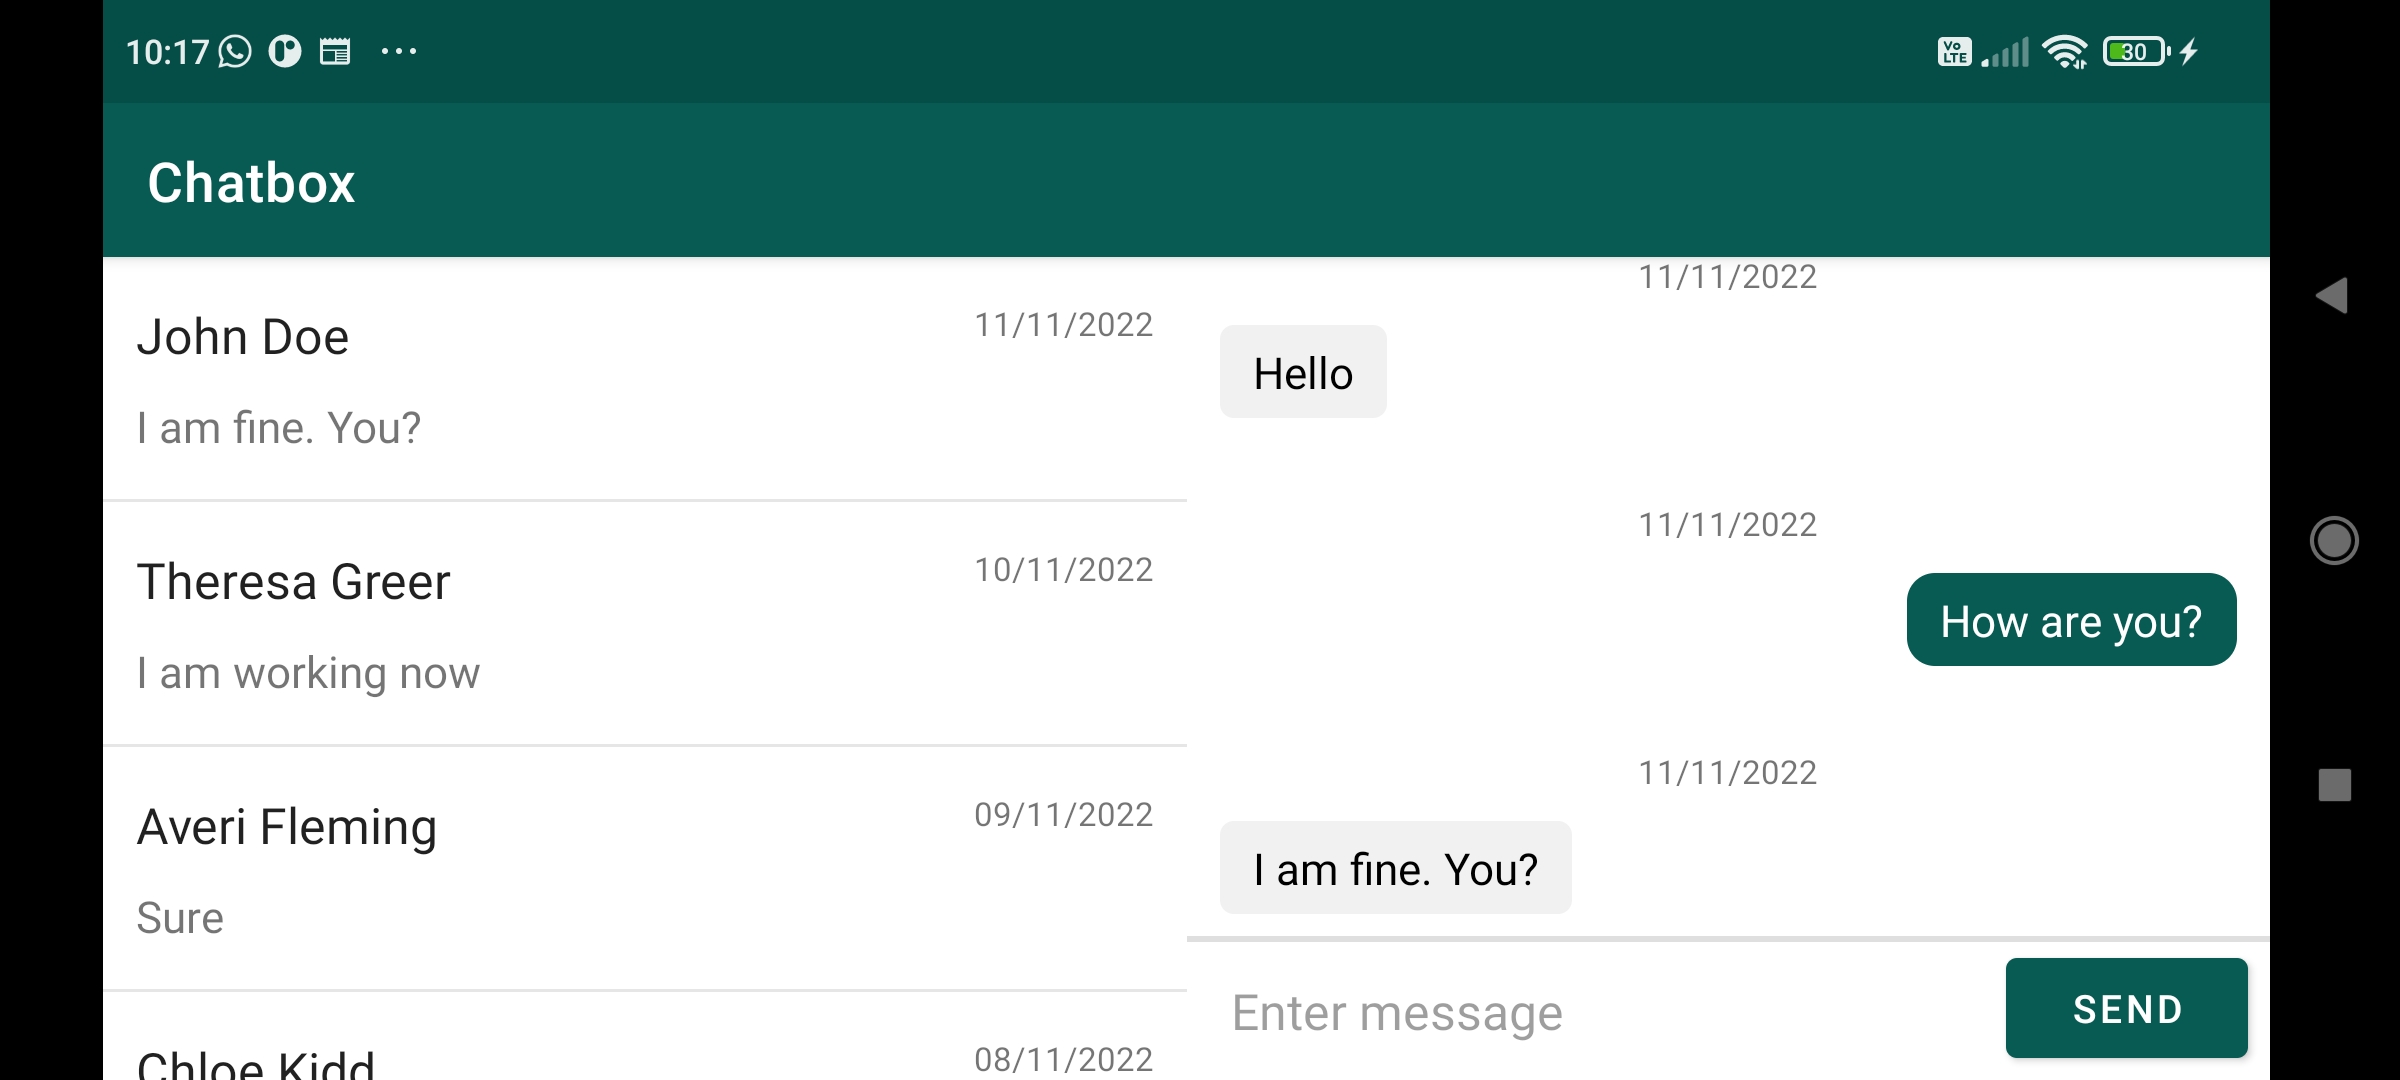 10:17
Vo LTE
30
Chatbox
John Doe
11/11/2022
I am fine. You?
Theresa Greer
10/11/2022
I am working now
Averi Fleming
09/11/2022
Sure
Chloe Kidd
08/11/2022
11/11/2022
Hello
11/11/2022
How are you?
11/11/2022
I am fine. You?
Enter message
SEND